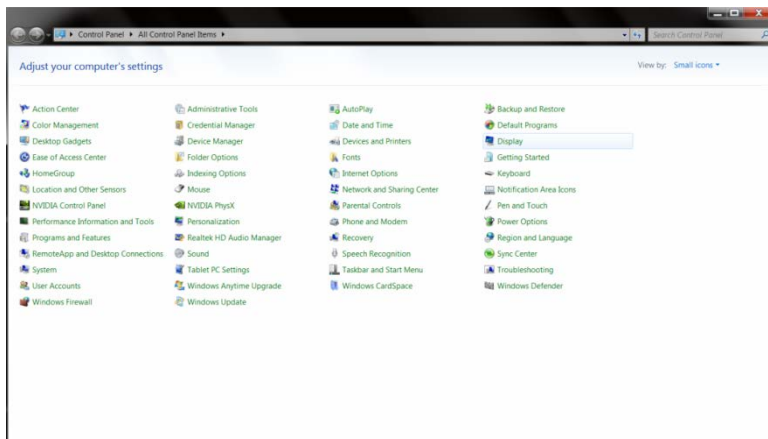 Control Panel All Control Panel Items Search Control Panel
Adjust your computer's settings View by: Small icons
Action Center Administrative Tools AutoPlay Backup and Restore
Color Management Credential Manager Date and Time Default Programs
Desktop Gadgets Device Manager Devices and Printers Display
Ease of Access Center Folder Options Fonts Getting Started
HomeGroup Indexing Options Internet Options Keyboard
Location and Other Sensors Mouse Network and Sharing Center Notification Area Icons
NVIDIA Control Panel NVIDIA PhysX Parental Controls Pen and Touch
Performance Information and Tools Personalization Phone and Modem Power Options
Programs and Features Realtek HD Audio Manager Recovery Region and Language
RemoteApp and Desktop Connections Sound Speech Recognition Sync Center
System Tablet PC Settings Taskbar and Start Menu Troubleshooting
User Accounts Windows Anytime Upgrade Windows CardSpace Windows Defender
Windows Firewall Windows Update